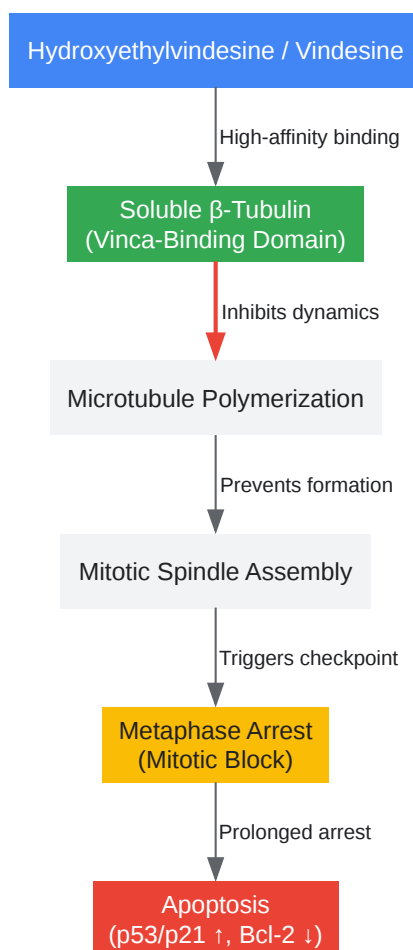 Hydroxyethylvindesine / Vindesine
High-affinity binding
Soluble β-Tubulin
(Vinca-Binding Domain)
Inhibits dynamics
Microtubule Polymerization
Prevents formation
Mitotic Spindle Assembly
Triggers checkpoint
Metaphase Arrest
(Mitotic Block)
Prolonged arrest
Apoptosis
(p53/p21 ↑, Bcl-2 ↓)